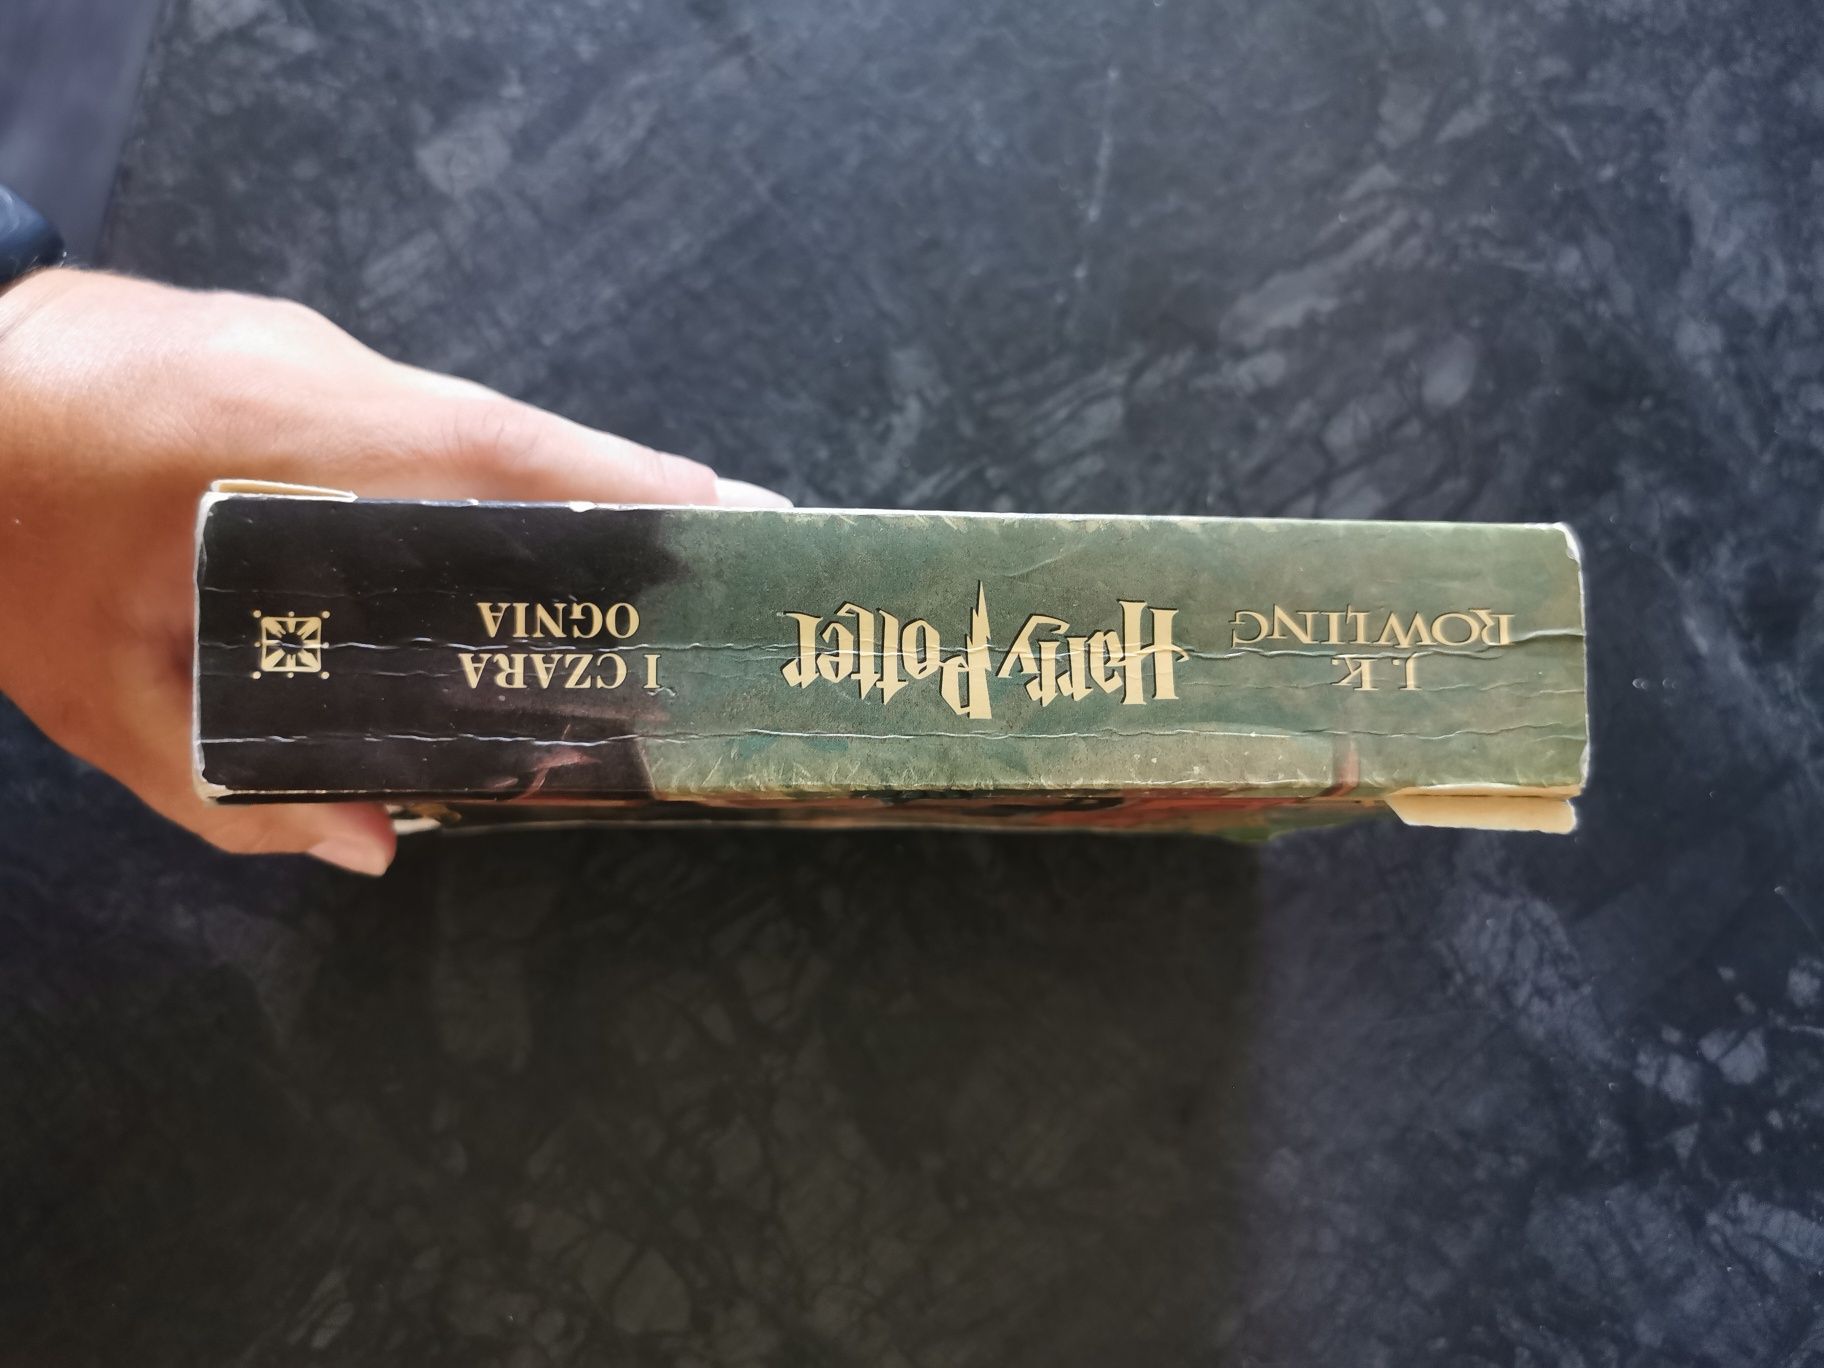 J.K.
ROWLING
Harry Potter
I CZARA
OGNIA